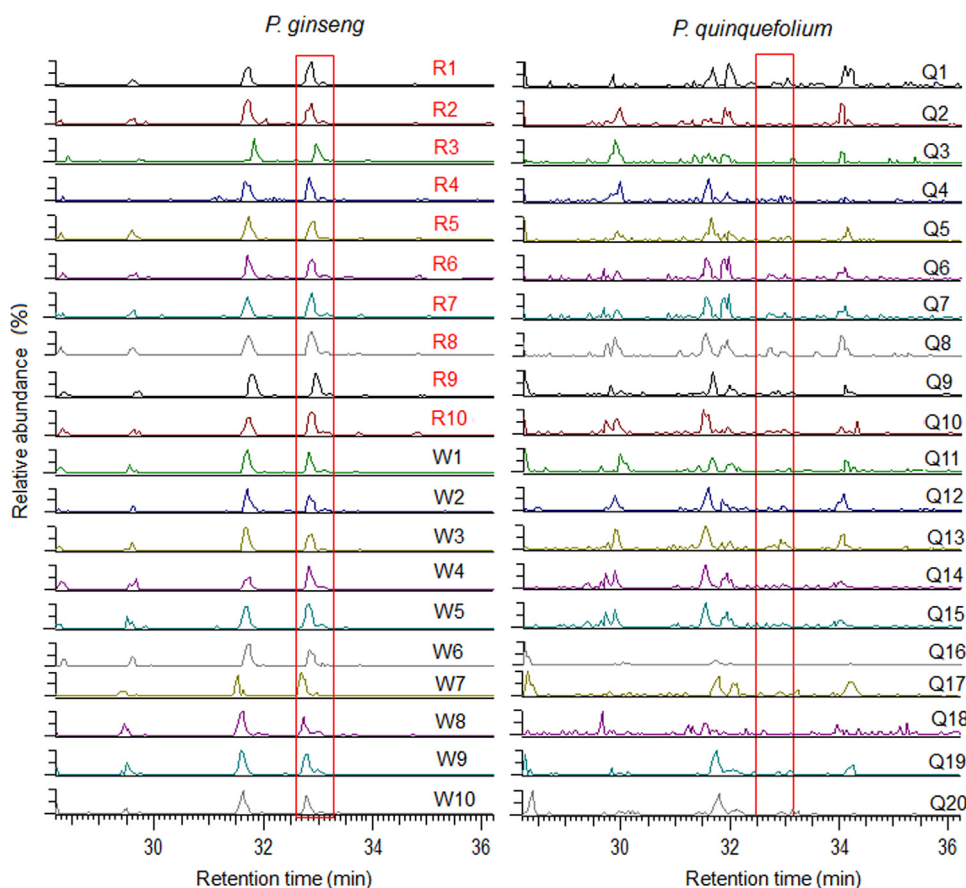 P. ginseng
P. quinquefolium
R1
R2
R3
R4
R5
R6
R7
R8
R9
R10
W1
W2
W3
W4
W5
W6
W7
W8
W9
W10
Q1
Q2
Q3
Q4
Q5
Q6
Q7
Q8
Q9
Q10
Q11
Q12
Q13
Q14
Q15
Q16
Q17
Q18
Q19
Q20
Relative abundance (%)
30 32 34 36
30 32 34 36
Retention time (min)
Retention time (min)